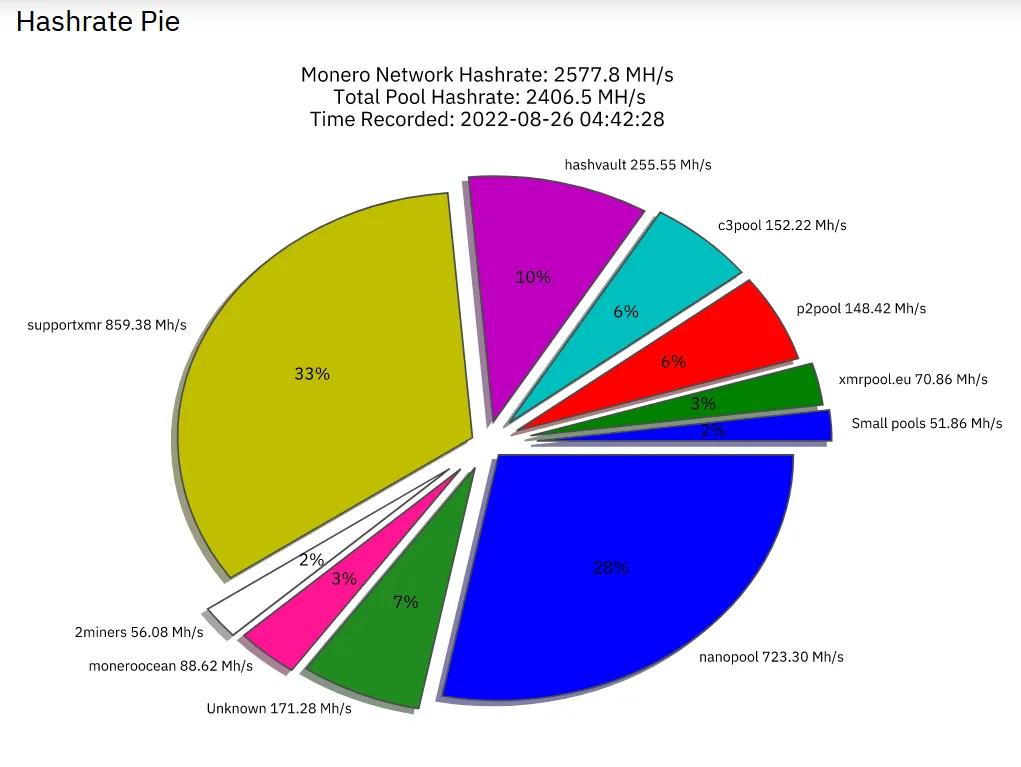 Hashrate Pie
Monero Network Hashrate: 2577.8 MH/s
Total Pool Hashrate: 2406.5 MH/s
Time Recorded: 2022-08-26 04:42:28
hashvault 255.55 Mh/s
c3pool 152.22 Mh/s
10%
p2pool 148.42 Mh/s
6%
supportxmr 859.38 Mh/s
6%
33%
xmrpool.eu 70.86 Mh/s
3%
Small pools 51.86 Mh/s
2%
2%
28%
3%
7%
2miners 56.08 Mh/s
nanopool 723.30 Mh/s
moneroocean 88.62 Mh/s
Unknown 171.28 Mh/s